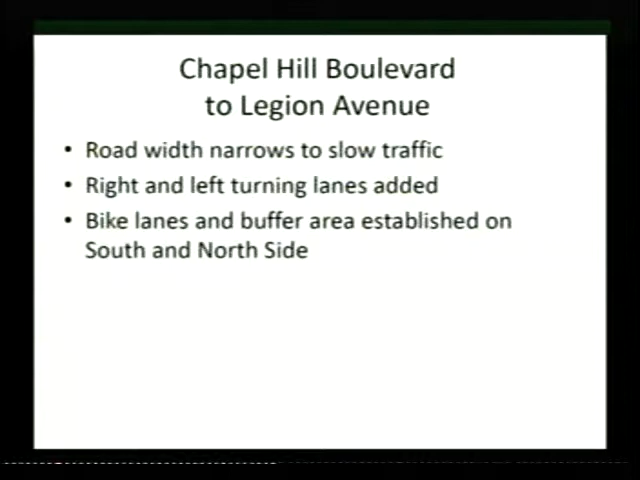 Chapel Hill Boulevard
to Legion Avenue
• Road width narrows to slow traffic
• Right and left turning lanes added
• Bike lanes and buffer area established on
South and North Side